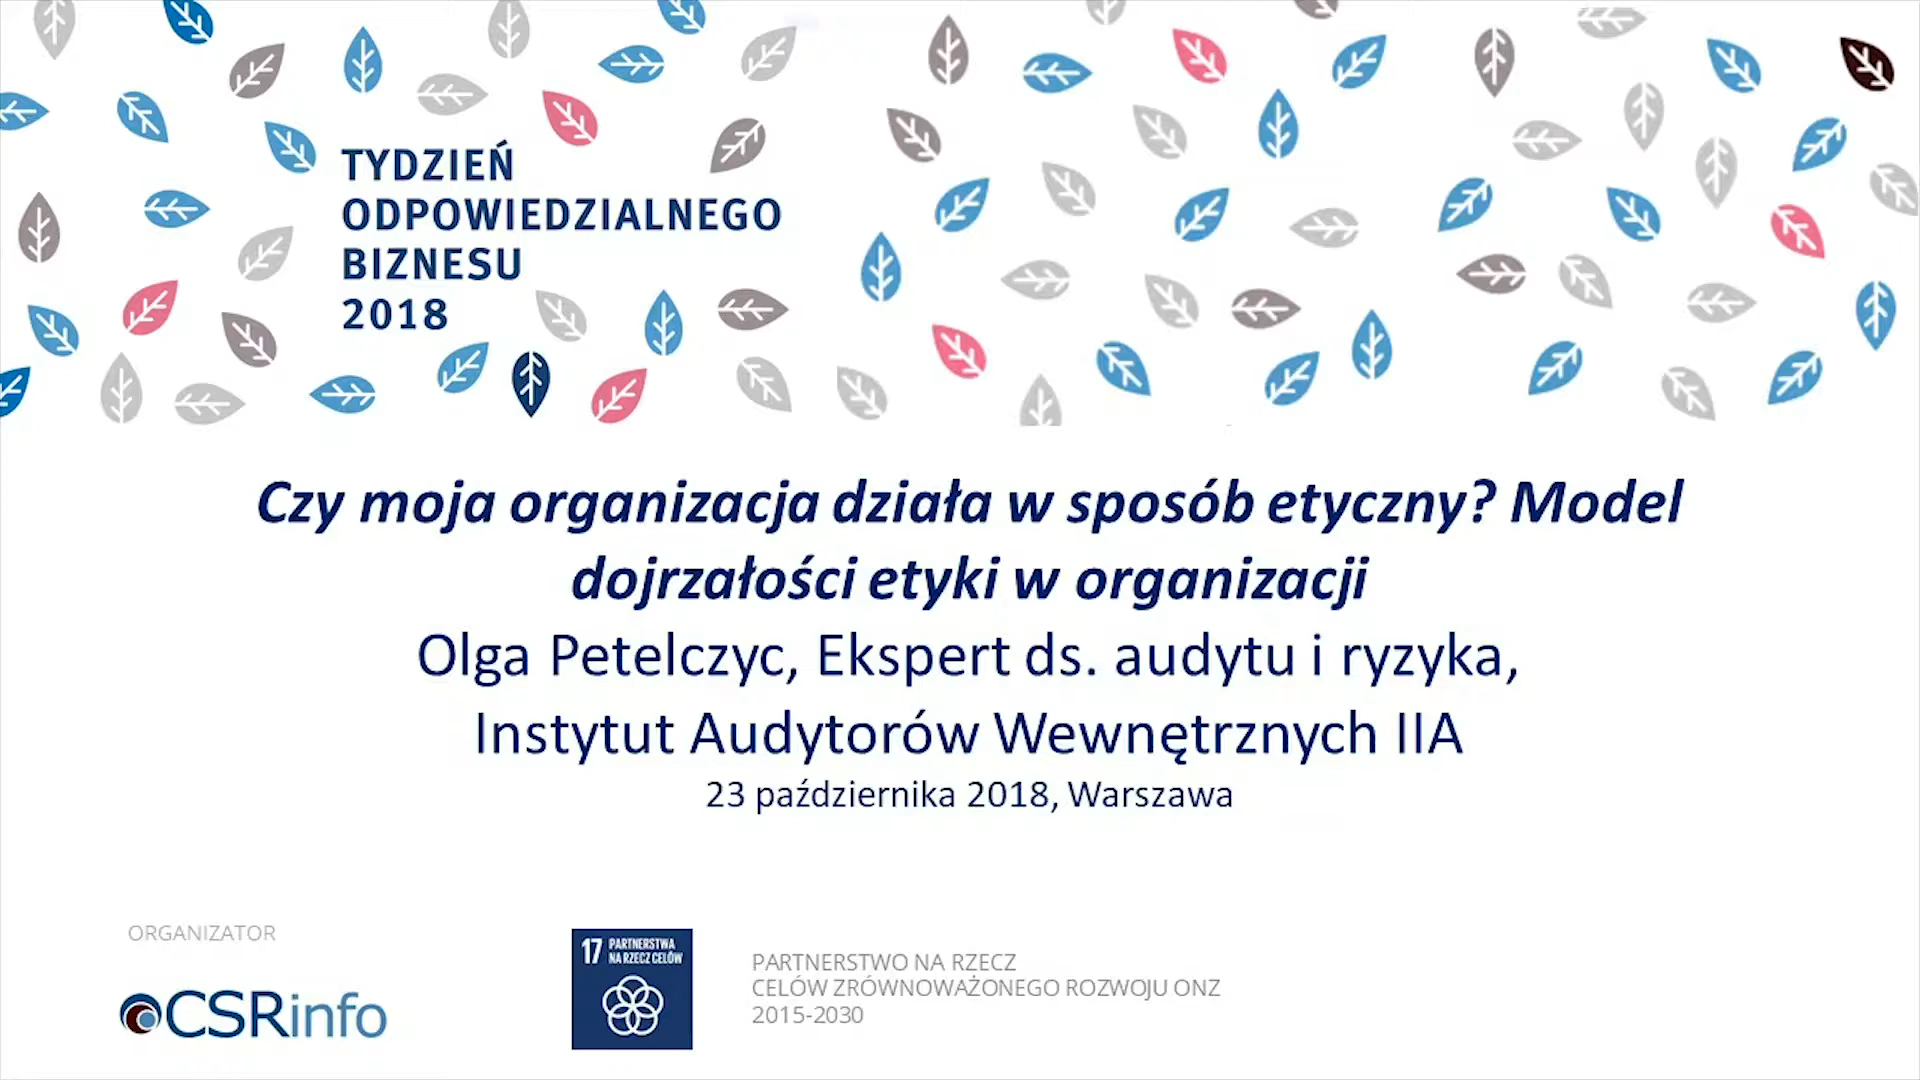 TYDZIEŃ
ODPOWIEDZIALNEGO
BIZNESU
2018
Czy moja organizacja działa w sposób etyczny? Model
dojrzałości etyki w organizacji
Olga Petelczyc, Ekspert ds. audytu i ryzyka,
Instytut Audytorów Wewnętrznych IIA
23 października 2018, Warszawa
ORGANIZATOR
CSRinfo
17 PARTNERSTWA
NA RZECZ CELÓW
PARTNERSTWO NA RZECZ
CELÓW ZRÓWNOWAŻONEGO ROZWOJU ONZ
2015-2030